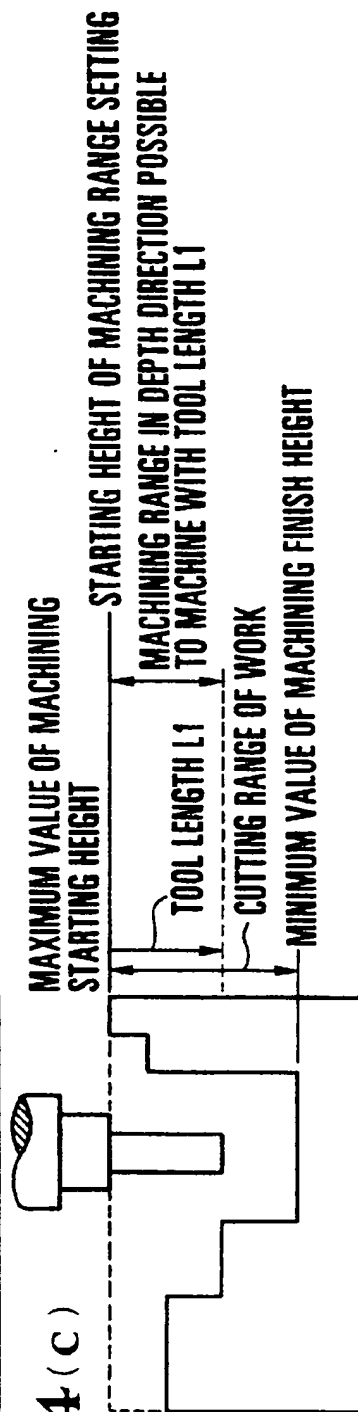 4(C)
MAXIMUM VALUE OF MACHINING
STARTING HEIGHT
STARTING HEIGHT OF MACHINING RANGE SETTING
MACHINING RANGE IN DEPTH DIRECTION POSSIBLE
TO MACHINE WITH TOOL LENGTH L1
TOOL LENGTH L1
CUTTING RANGE OF WORK
MINIMUM VALUE OF MACHINING FINISH HEIGHT